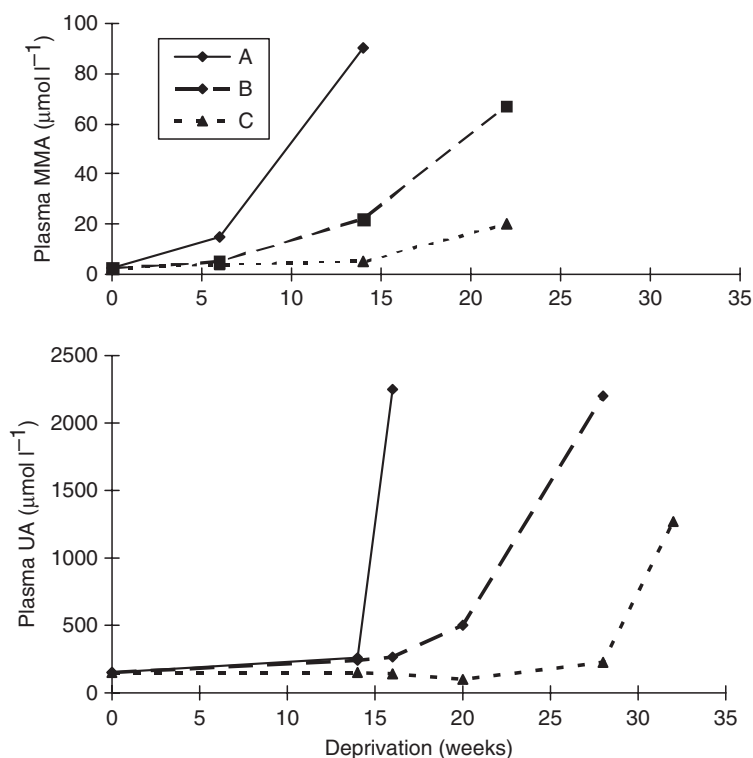 100
80
60
40
20
0
Plasma MMA (μmol l⁻¹)
A
B
C
0 5 10 15 20 25 30 35
2500
2000
1500
1000
500
0
Plasma UA (μmol l⁻¹)
0 5 10 15 20 25 30 35
Deprivation (weeks)